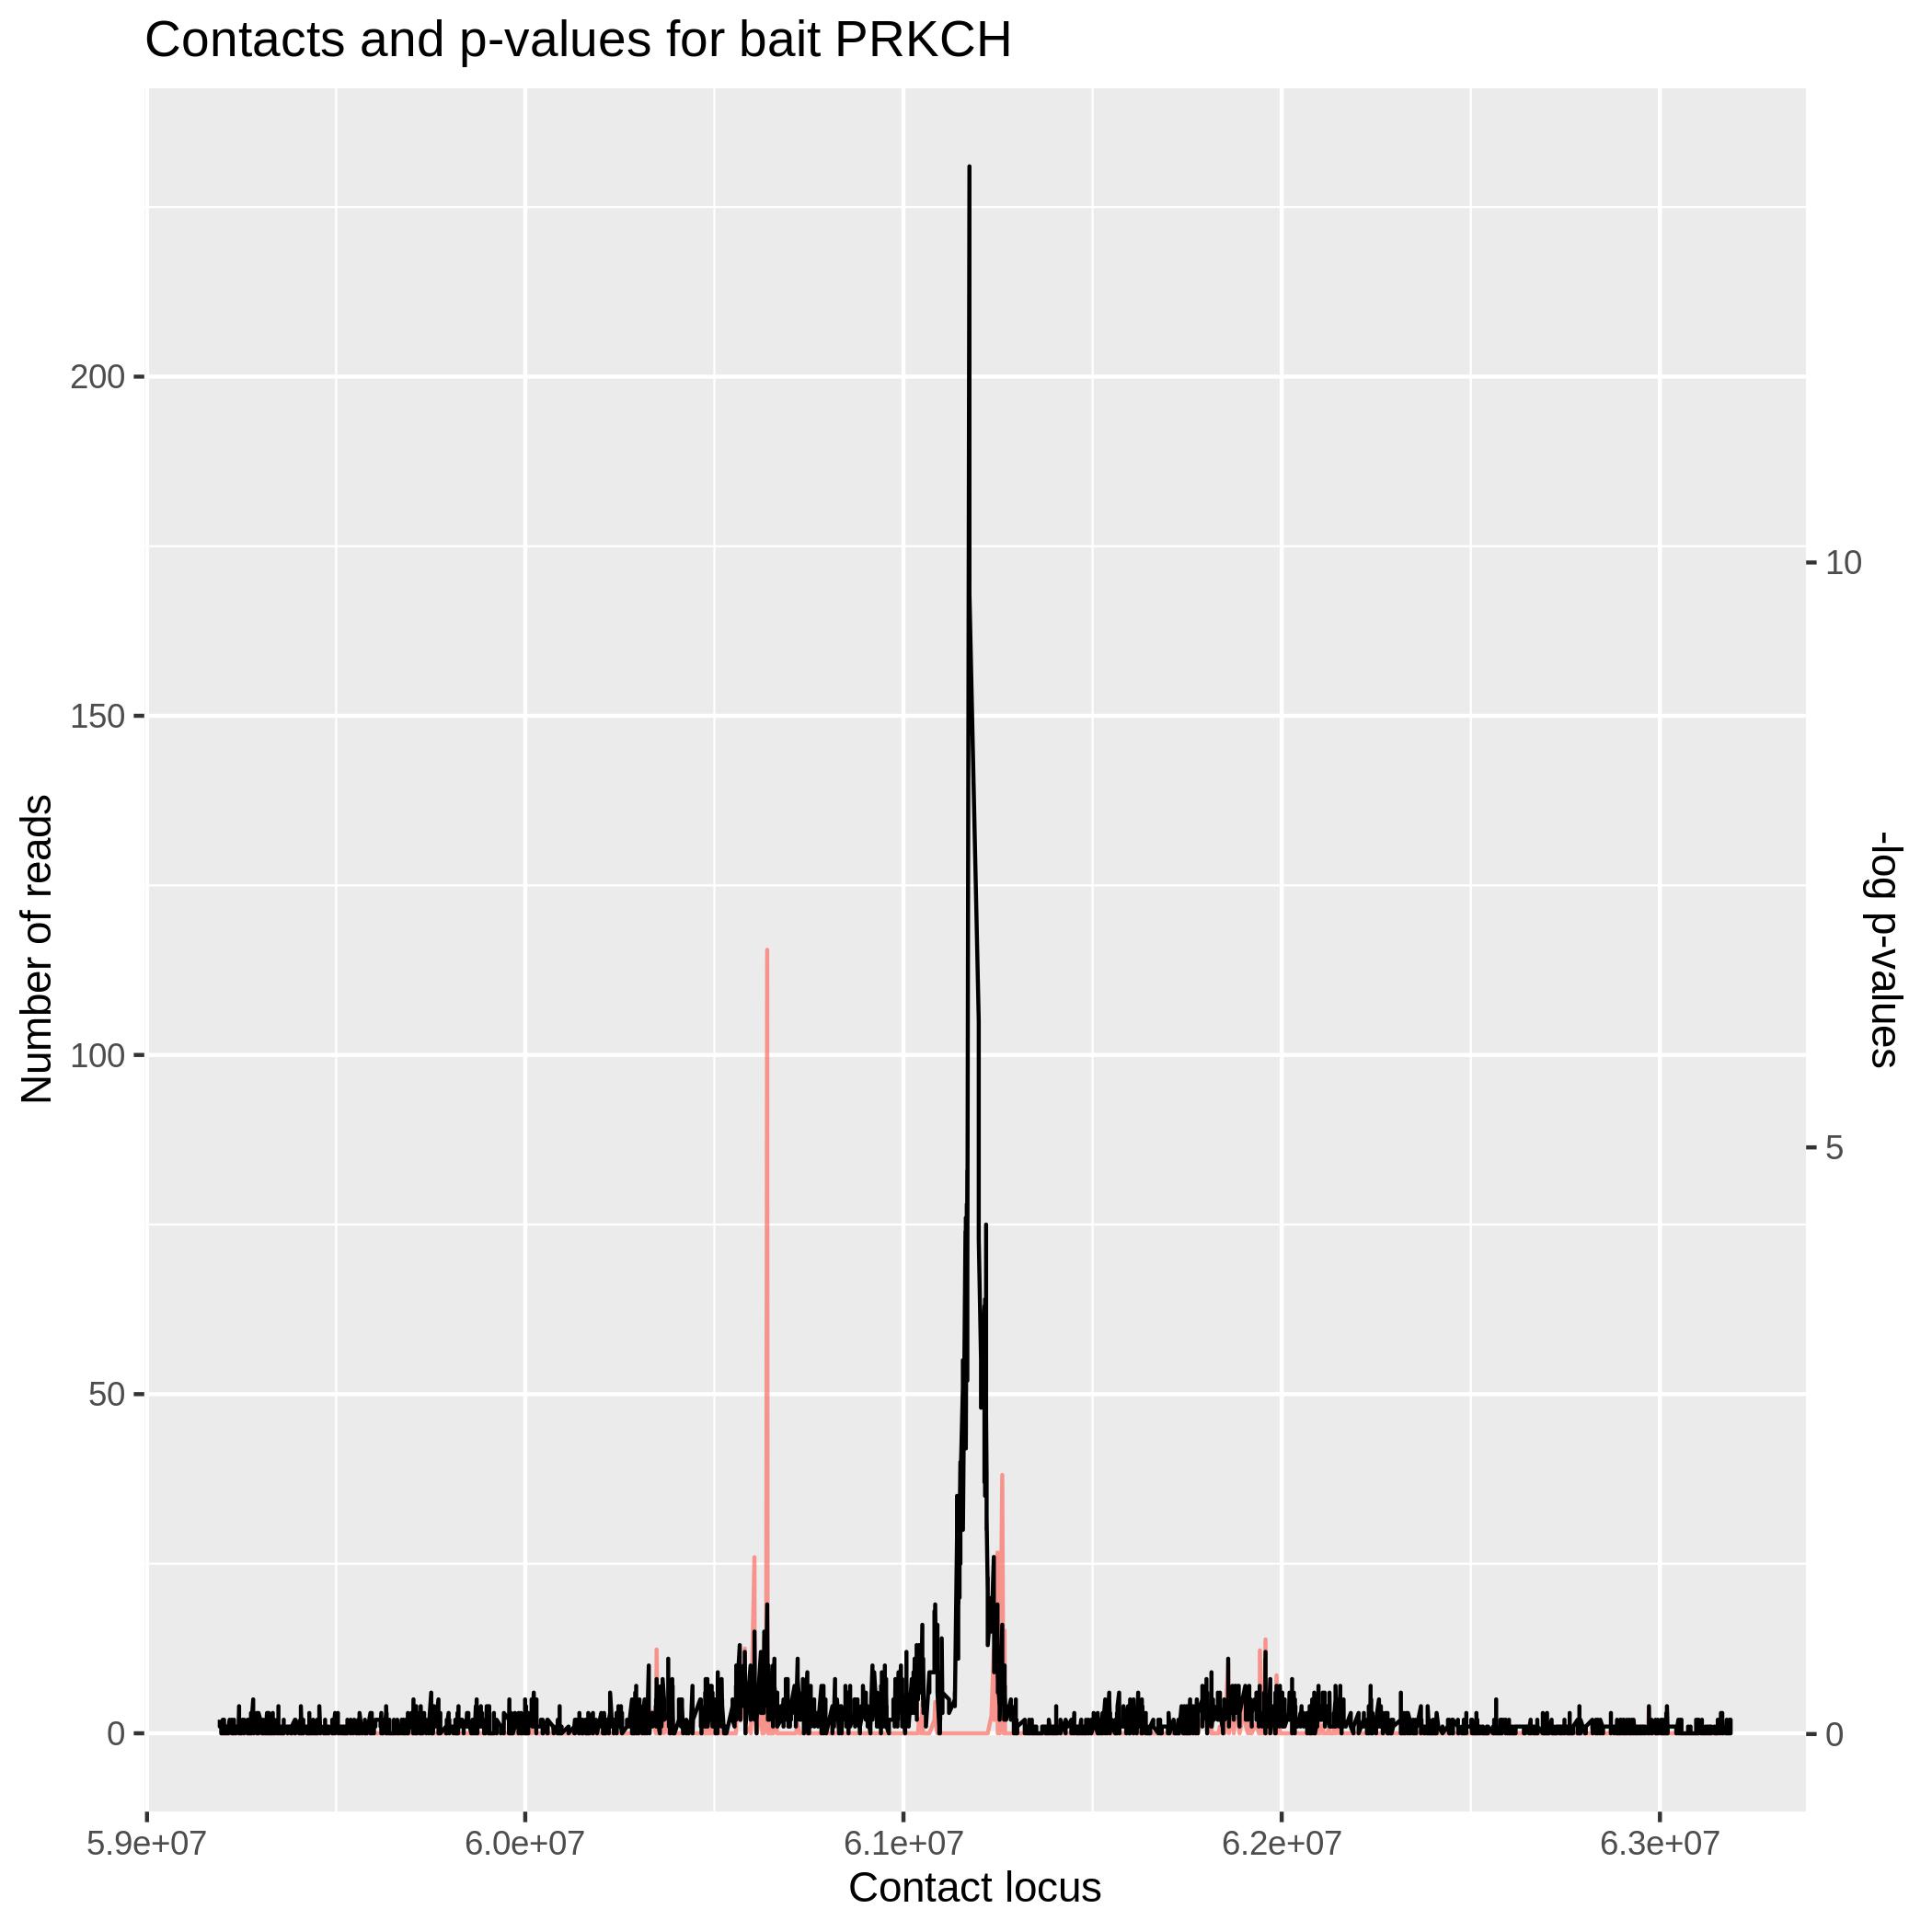 Contacts and p-values for bait PRKCH
Number of reads
200
150
100
50
0
10
5
0
-log p-values
5.9e+07
6.0e+07
6.1e+07
6.2e+07
6.3e+07
Contact locus